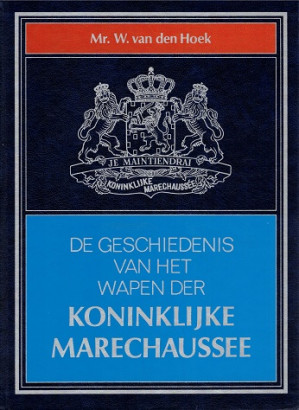 Mr. W. van den Hoek
JE MAINTIENDRAI
KONINKLIJKE MARECHAUSSEE
DE GESCHIEDENIS
VAN HET
WAPEN DER
KONINKLIJKE
MARECHAUSSEE